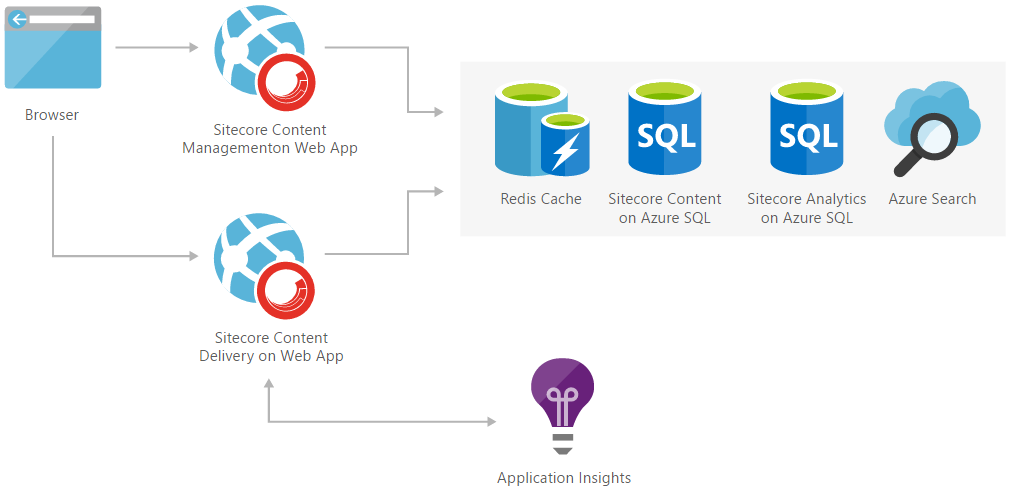 Browser
Sitecore Content
Managementon Web App
SQL
SQL
Redis Cache
Sitecore Content
on Azure SQL
Sitecore Analytics
on Azure SQL
Azure Search
Sitecore Content
Delivery on Web App
Application Insights